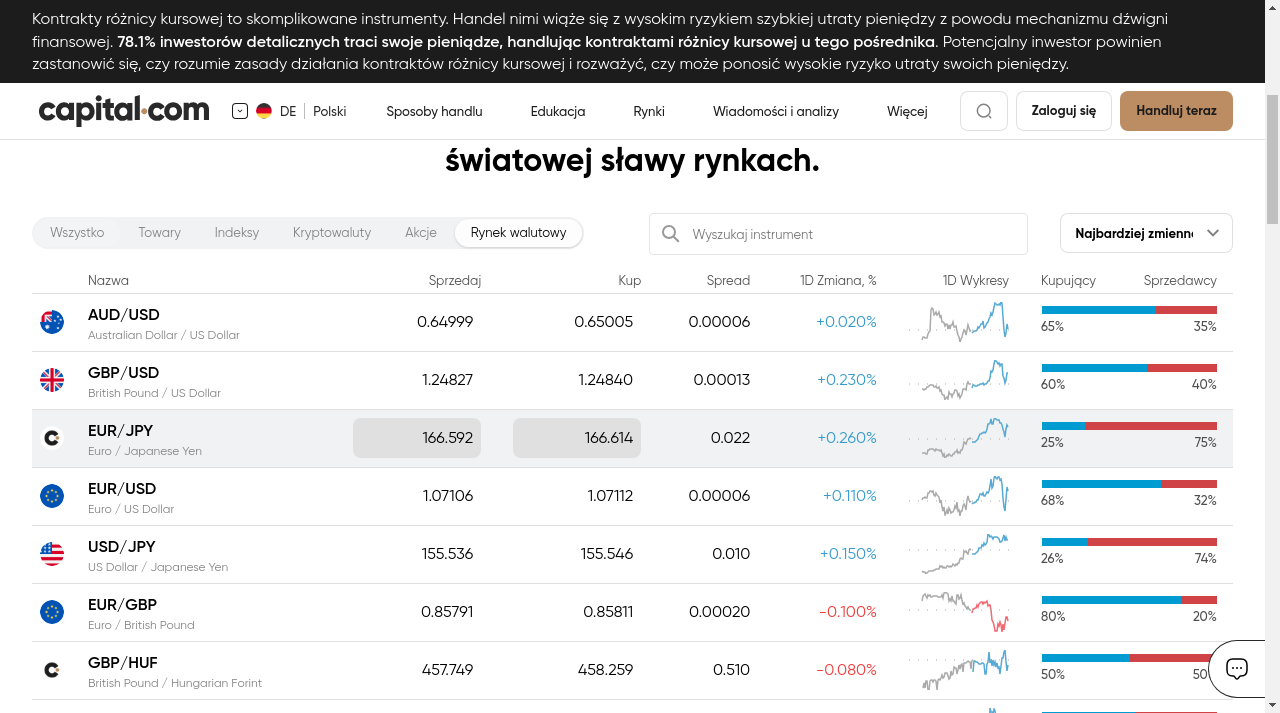 Kontrakty różnicy kursowej to skomplikowane instrumenty. Handel nimi wiąże się z wysokim ryzykiem szybkiej utraty pieniędzy z powodu mechanizmu dźwigni
finansowej. 78.1% inwestorów detalicznych traci swoje pieniądze, handlując kontraktami różnicy kursowej u tego pośrednika. Potencjalny inwestor powinien
zastanowić się, czy rozumie zasady działania kontraktów różnicy kursowej i rozważyć, czy może ponosić wysokie ryzyko utraty swoich pieniędzy.
capital.com DE Polski Sposoby handlu Edukacja Rynki Wiadomości i analizy Więcej Zaloguj się Handluj teraz
światowej sławy rynkach.
Wszystko Towary Indeksy Kryptowaluty Akcje Rynek walutowy Wyszukaj instrument Najbardziej zmienne
Nazwa Sprzedaj Kup Spread 1D Zmiana, % 1D Wykresy Kupujący Sprzedawcy
AUD/USD 0.64999 0.65005 0.00006 +0.020% 65% 35%
Australian Dollar / US Dollar
GBP/USD 1.24827 1.24840 0.00013 +0.230% 60% 40%
British Pound / US Dollar
EUR/JPY 166.592 166.614 0.022 +0.260% 25% 75%
Euro / Japanese Yen
EUR/USD 1.07106 1.07112 0.00006 +0.110% 68% 32%
Euro / US Dollar
USD/JPY 155.536 155.546 0.010 +0.150% 26% 74%
US Dollar / Japanese Yen
EUR/GBP 0.85791 0.85811 0.00020 -0.100% 80% 20%
Euro / British Pound
GBP/HUF 457.749 458.259 0.510 -0.080% 50% 50
British Pound / Hungarian Forint